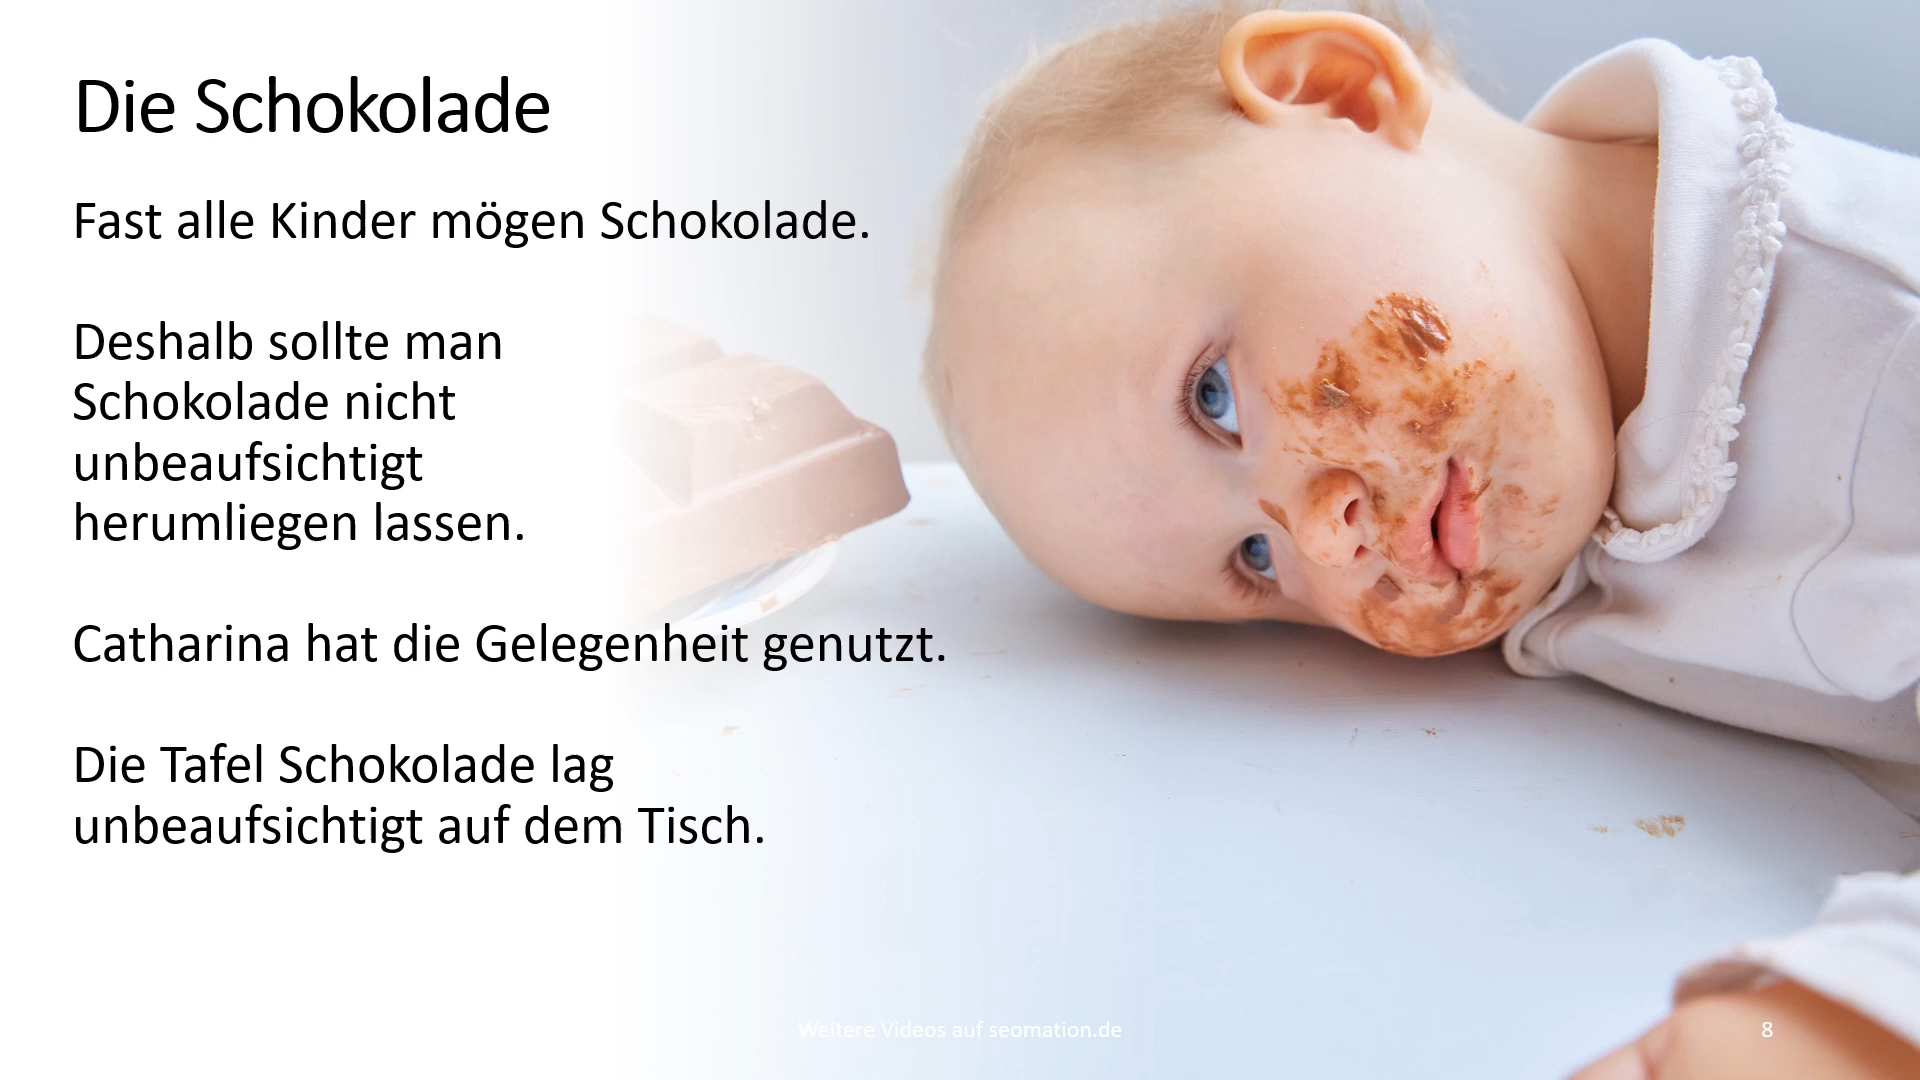 Die Schokolade
Fast alle Kinder mögen Schokolade.
Deshalb sollte man
Schokolade nicht
unbeaufsichtigt
herumliegen lassen.
Catharina hat die Gelegenheit genutzt.
Die Tafel Schokolade lag
unbeaufsichtigt auf dem Tisch.
Weitere Videos auf seomation.de
8